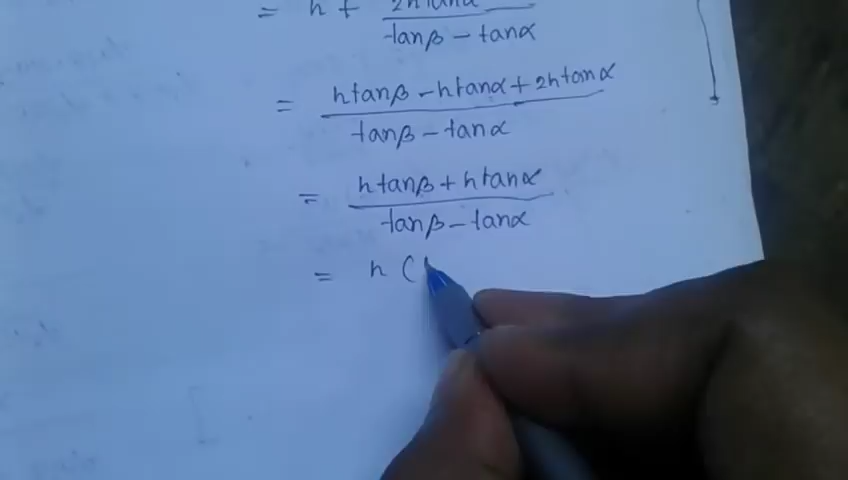 = h + 2htanα
tanβ - tanα
= htanβ - htanα + 2htanα
tanβ - tanα
= htanβ + htanα
tanβ - tanα
= h (